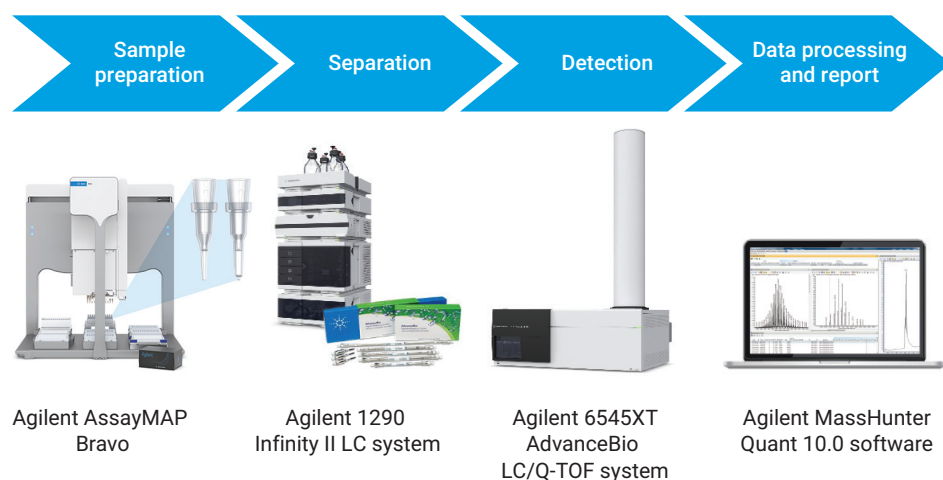 Sample
preparation
Separation
Detection
Data processing
and report
Agilent AssayMAP
Bravo
Agilent 1290
Infinity II LC system
Agilent 6545XT
AdvanceBio
LC/Q-TOF system
Agilent MassHunter
Quant 10.0 software